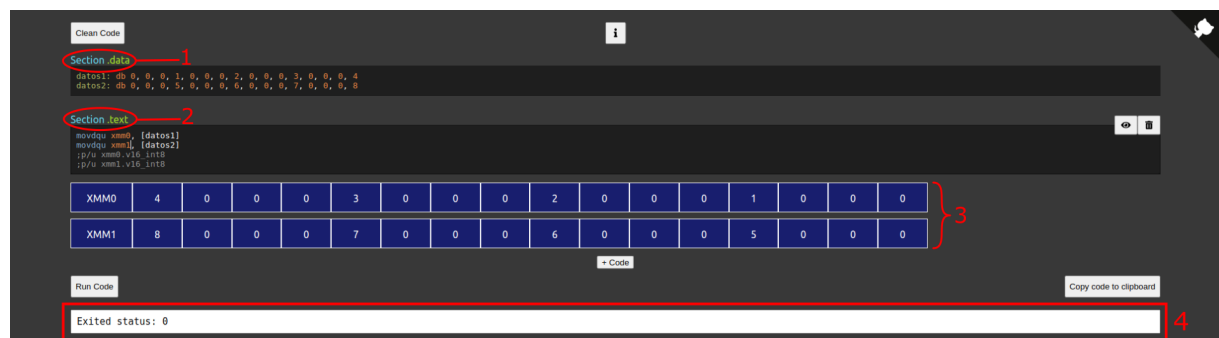 Clean Code i
Section .data 1
datos1: db 0, 0, 0, 1, 0, 0, 0, 2, 0, 0, 0, 3, 0, 0, 0, 4
datos2: db 0, 0, 0, 5, 0, 0, 0, 6, 0, 0, 0, 7, 0, 0, 0, 8
Section .text 2
movdqu xmm0, [datos1]
movdqu xmm1, [datos2]
;p/u xmm0.v16_int8
;p/u xmm1.v16_int8
XMM0 4 0 0 0 3 0 0 0 2 0 0 0 1 0 0 0
3
XMM1 8 0 0 0 7 0 0 0 6 0 0 0 5 0 0 0
+ Code
Run Code Copy code to clipboard
Exited status: 0 4